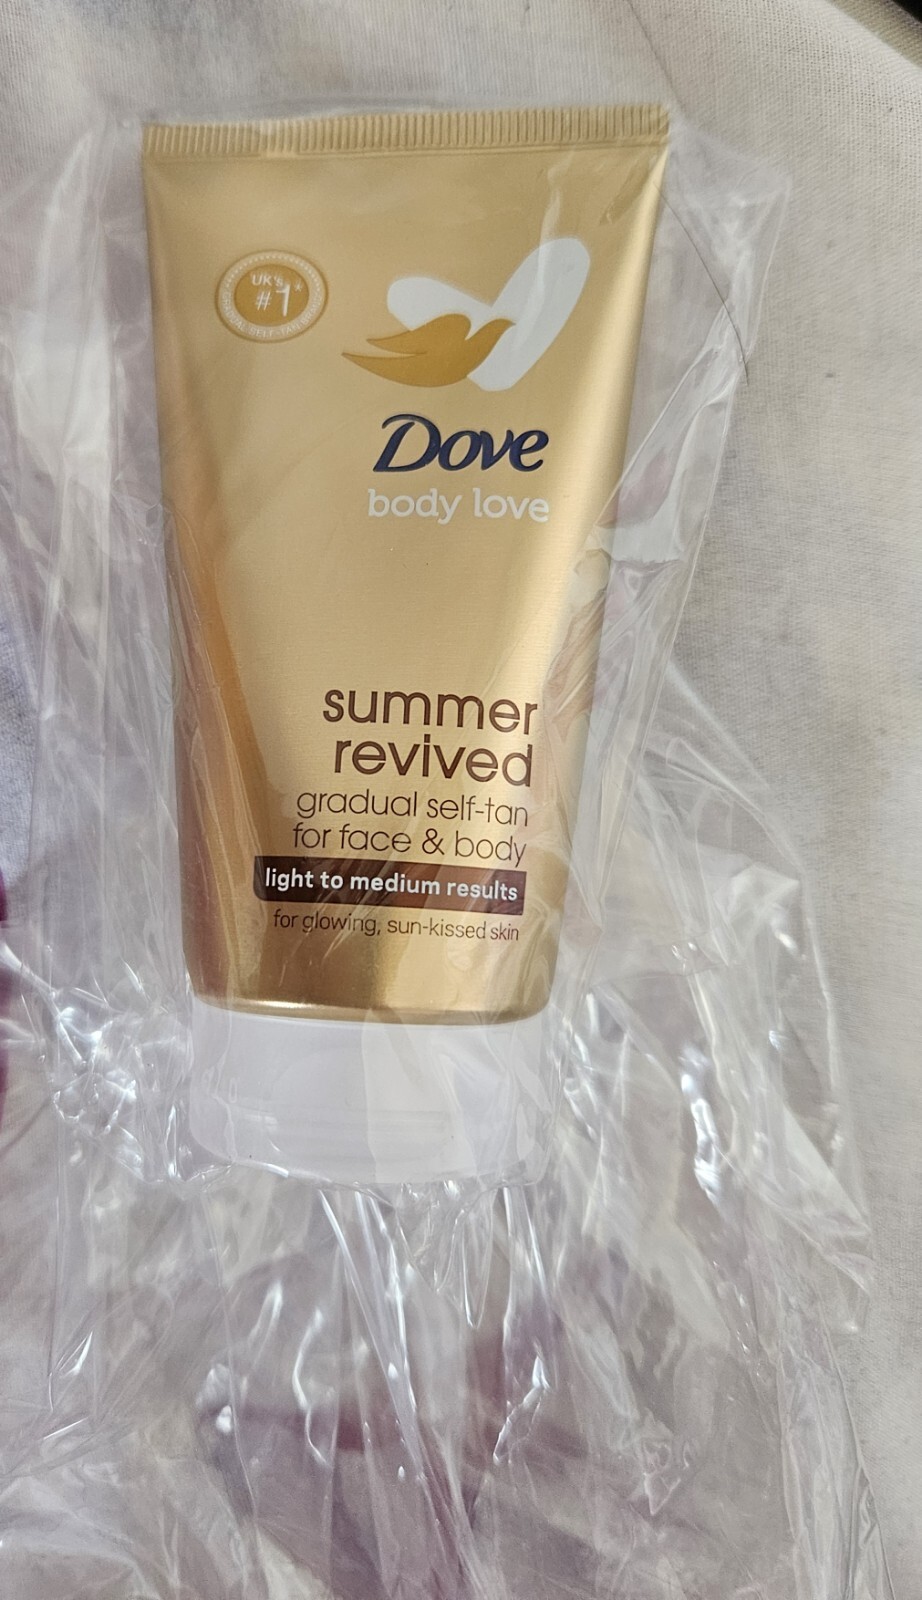 UK's
#1*
Dove
body love
summer
revived
gradual self-tan
for face & body
light to medium results
for glowing, sun-kissed skin